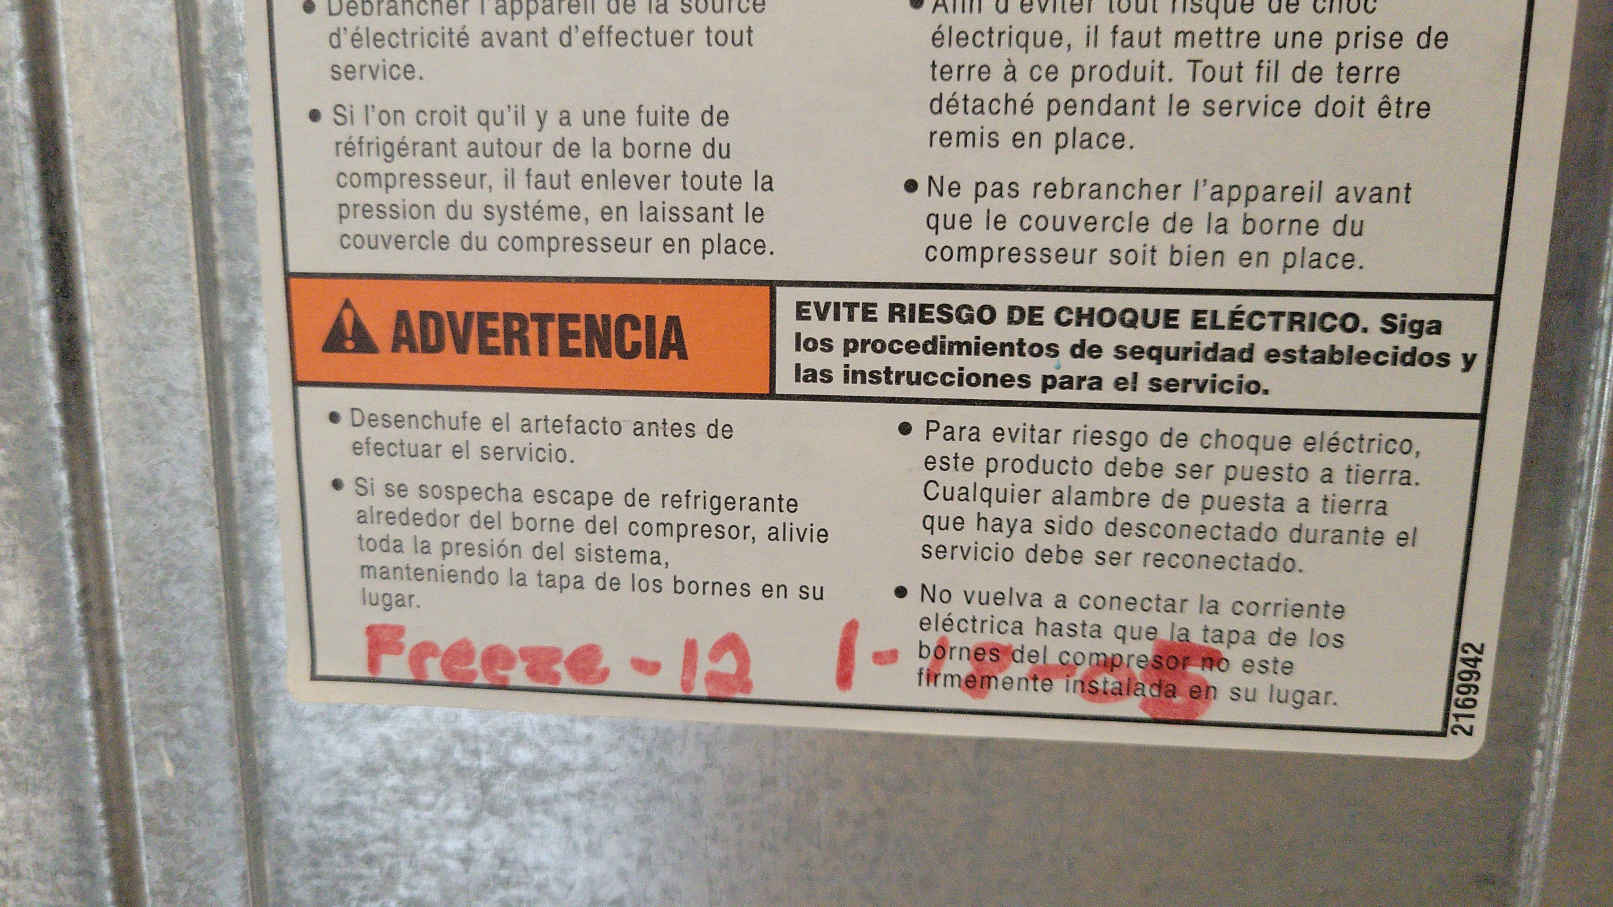 • Debrancher l'appareil de la source
d'électricité avant d'effectuer tout
service.
• Si l'on croit qu'il y a une fuite de
réfrigérant autour de la borne du
compresseur, il faut enlever toute la
pression du systéme, en laissant le
couvercle du compresseur en place.
• Afin d'éviter tout risque de choc
électrique, il faut mettre une prise de
terre à ce produit. Tout fil de terre
détaché pendant le service doit être
remis en place.
• Ne pas rebrancher l'appareil avant
que le couvercle de la borne du
compresseur soit bien en place.
ADVERTENCIA
EVITE RIESGO DE CHOQUE ELÉCTRICO. Siga
los procedimientos de sequridad establecidos y
las instrucciones para el servicio.
• Desenchufe el artefacto antes de
efectuar el servicio.
• Si se sospecha escape de refrigerante
alrededor del borne del compresor, alivie
toda la presión del sistema,
manteniendo la tapa de los bornes en su
lugar.
• Para evitar riesgo de choque eléctrico,
este producto debe ser puesto a tierra.
Cualquier alambre de puesta a tierra
que haya sido desconectado durante el
servicio debe ser reconectado.
• No vuelva a conectar la corriente
eléctrica hasta que la tapa de los
bornes del compresor no este
firmemente instalada en su lugar.
Freeze-12
2169942